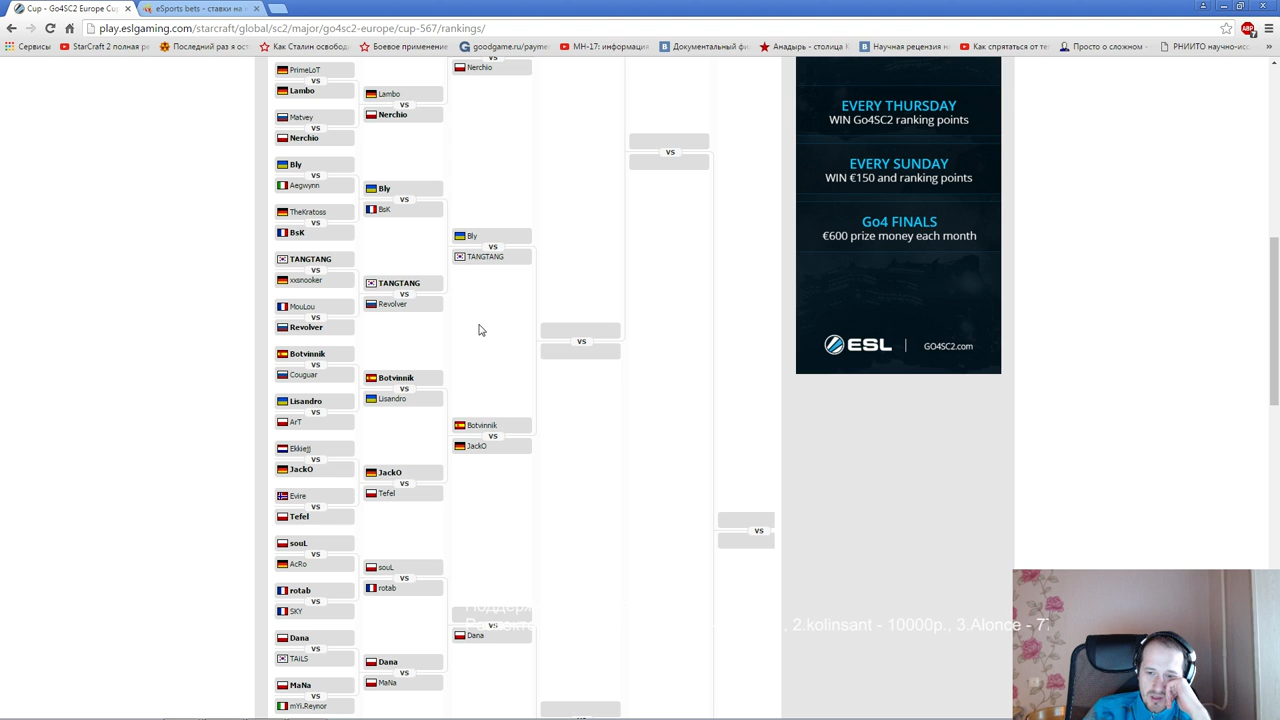 Cup - Go4SC2 Europe Cu
eSports bets - ставки на
play.eslgaming.com/starcraft/global/sc2/major/go4sc2-europe/cup-567/rankings/
Сервисы
StarCraft 2 полная ре
Последний раз я ост
Как Сталин освобод
Боевое применение
goodgame.ru/payme
МН-17: информация
Документальный
Анадырь - столица
Научная рецензия н
Как спрятаться от те
Просто о сложном -
РНИИТО научно-исс
PrimeLoT
VS
Lambo
Matvey
VS
Nerchio
Bly
VS
Aegwynn
TheKratoss
VS
BsK
TANGTANG
VS
xxsnooker
MouLou
VS
Revolver
Botvinnik
VS
Couguar
Lisandro
VS
ArT
Ekkiejj
VS
JackO
Evire
VS
Tefel
souL
VS
AcRo
rotab
VS
SKY
Dana
VS
TAiLS
MaNa
VS
mYi.Reynor
Lambo
VS
Nerchio
Bly
VS
BsK
TANGTANG
VS
Revolver
Botvinnik
VS
Lisandro
JackO
VS
Tefel
souL
VS
rotab
Dana
VS
MaNa
VS
Nerchio
Bly
VS
TANGTANG
Botvinnik
VS
JackO
VS
Dana
VS
VS
VS
VS
EVERY THURSDAY
WIN Go4SC2 ranking points
EVERY SUNDAY
WIN €150 and ranking points
Go4 FINALS
€600 prize money each month
ESL
GO4SC2.com
, 2.kolinsant - 10000р., 3.Alonce - 77